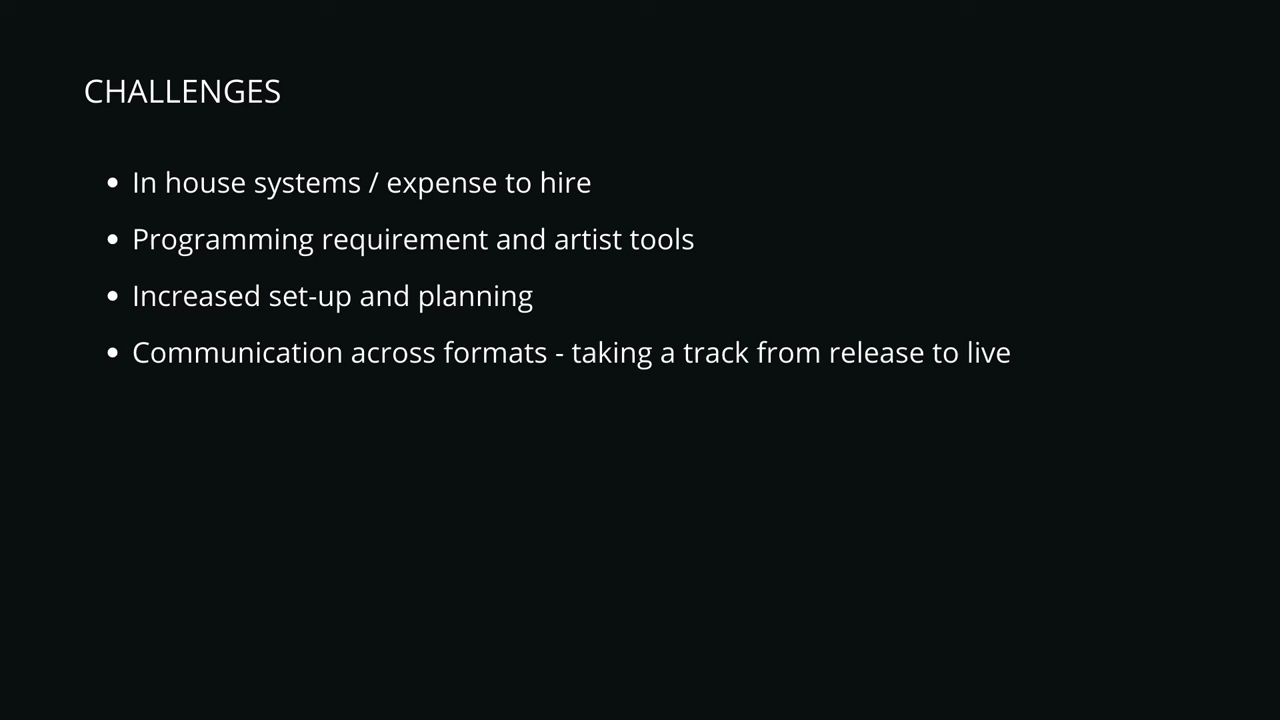 CHALLENGES
• In house systems / expense to hire
• Programming requirement and artist tools
• Increased set-up and planning
• Communication across formats - taking a track from release to live